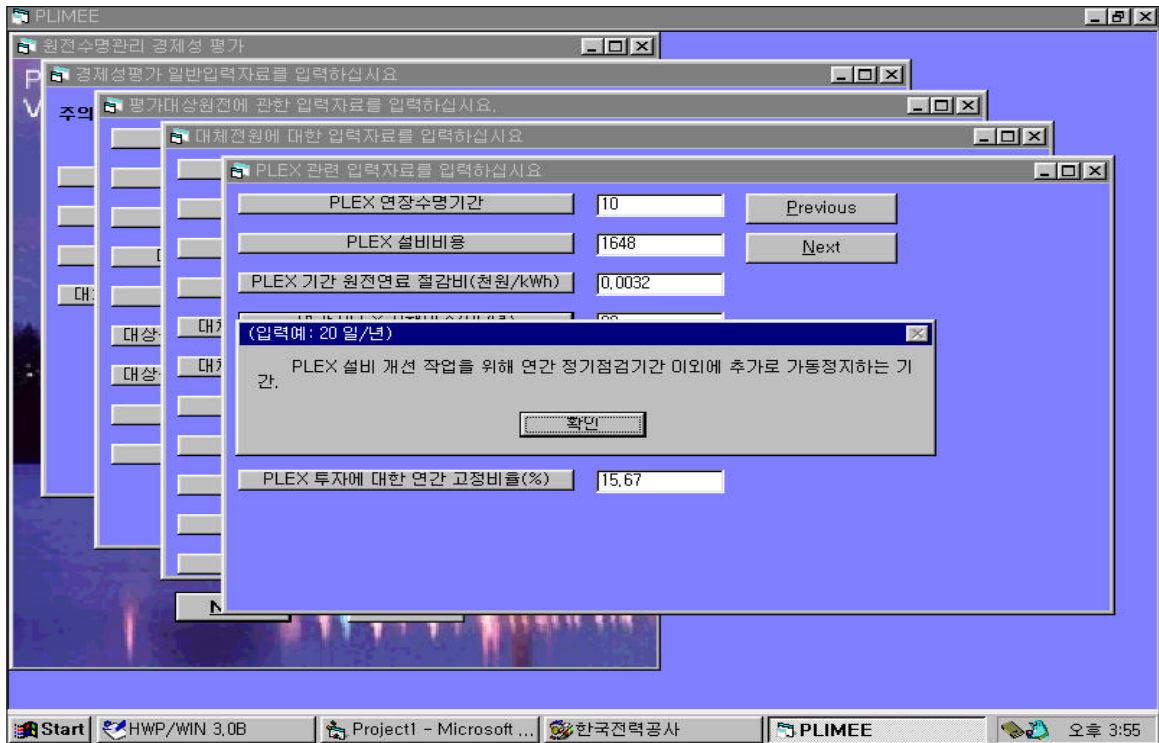 PLIMEE
원전수명관리 경제성 평가
P
V
경제성평가 일반입력자료를 입력하십시요
주의
평가대상원전에 관한 입력자료를 입력하십시요.
대체전원에 대한 입력자료를 입력하십시요
PLEX 관련 입력자료를 입력하십시요
PLEX 연장수명기간 10 Previous
PLEX 설비비용 1648 Next
PLEX 기간 원전연료 절감비(천원/kWh) 0.0032
대상
대상
(입력예: 20 일/년)
PLEX 설비 개선 작업을 위해 연간 정기점검기간 이외에 추가로 가동정지하는 기
간.
확인
PLEX 투자에 대한 연간 고정비율(%) 15.67
N
Start HWP/WIN 3.0B Project1 - Microsoft ... 한국전력공사 PLIMEE 오후 3:55